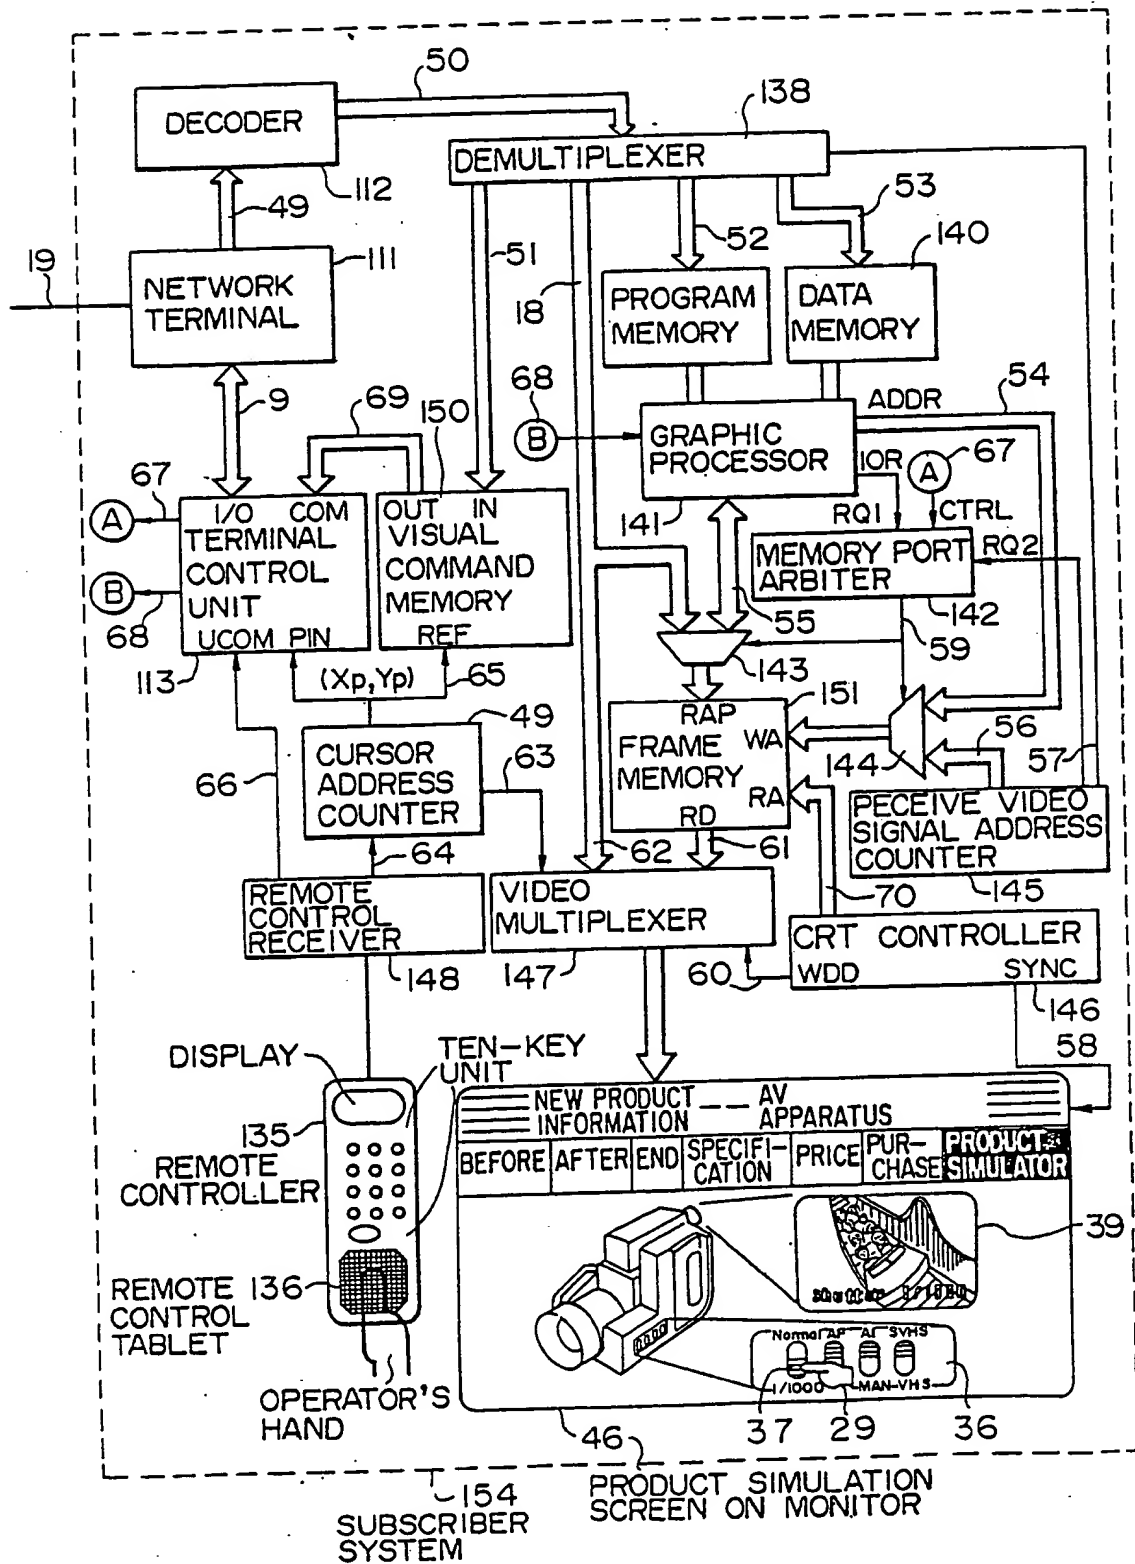 50
138
DECODER
DEMULTIPLEXER
112
49
53
19
111
51
52
140
NETWORK
TERMINAL
18
PROGRAM
MEMORY
DATA
MEMORY
9
69
150
68
B
54
ADDR
GRAPHIC
PROCESSOR
IOR
A
67
67
A
I/O COM
TERMINAL
CONTROL
UNIT
UCOM PIN
OUT IN
VISUAL
COMMAND
MEMORY
REF
141
RQ1
CTRL
MEMORY PORT
ARBITER
RQ2
B
68
55
142
59
113
(Xp,Yp)
65
143
151
49
RAP
FRAME
MEMORY
WA
RA
RD
56
144
57
CURSOR
ADDRESS
COUNTER
63
66
PECEIVE VIDEO
SIGNAL ADDRESS
COUNTER
64
62
61
145
70
REMOTE
CONTROL
RECEIVER
VIDEO
MULTIPLEXER
CRT CONTROLLER
WDD
SYNC
148
147
60
146
58
DISPLAY
TEN-KEY
UNIT
135
REMOTE
CONTROLLER
NEW PRODUCT
INFORMATION
AV
APPARATUS
BEFORE
AFTER
END
SPECIFI-
CATION
PRICE
PUR-
CHASE
PRODUCT
SIMULATOR
39
REMOTE
CONTROL
TABLET
136
shutter 1/1000
Normal AP AI SVHS
1/1000
MAN-VHS
OPERATOR'S
HAND
37
29
36
46
PRODUCT SIMULATION
SCREEN ON MONITOR
154
SUBSCRIBER
SYSTEM